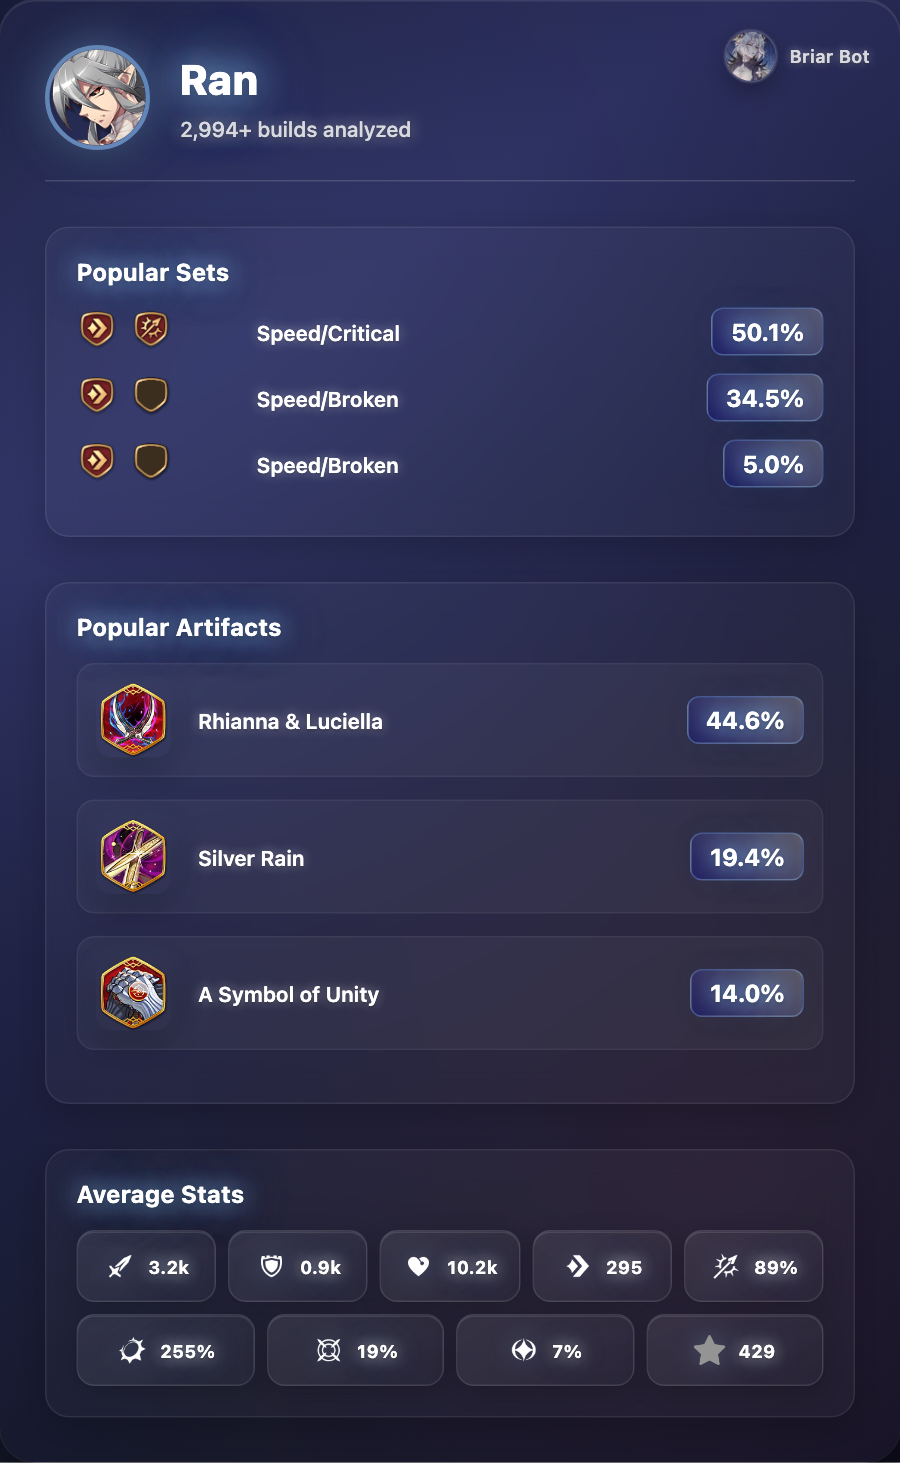 Ran
2,994+ builds analyzed
Briar Bot
Popular Sets
Speed/Critical
50.1%
Speed/Broken
34.5%
Speed/Broken
5.0%
Popular Artifacts
Rhianna & Luciella
44.6%
Silver Rain
19.4%
A Symbol of Unity
14.0%
Average Stats
3.2k
0.9k
10.2k
295
89%
255%
19%
7%
429